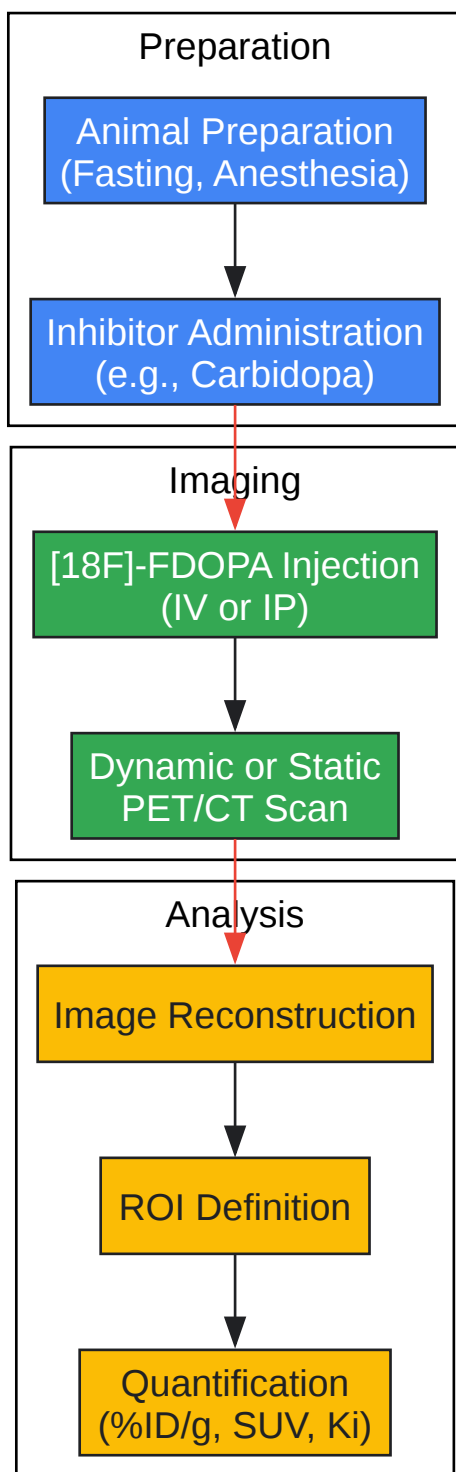 Preparation
Animal Preparation
(Fasting, Anesthesia)
Inhibitor Administration
(e.g., Carbidopa)
Imaging
[18F]-FDOPA Injection
(IV or IP)
Dynamic or Static
PET/CT Scan
Analysis
Image Reconstruction
ROI Definition
Quantification
(%ID/g, SUV, Ki)